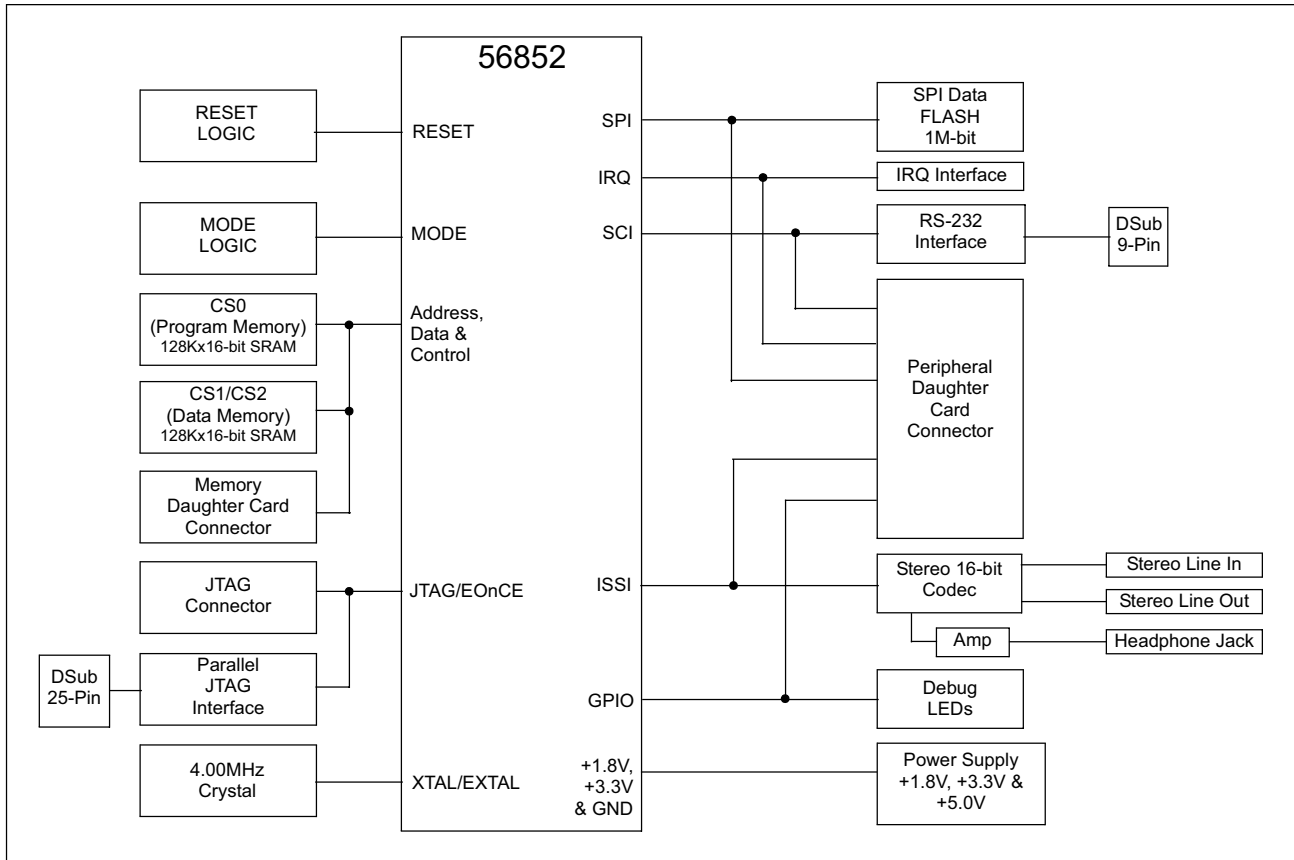 56852
RESET
LOGIC
RESET
MODE
LOGIC
MODE
CS0
(Program Memory)
128Kx16-bit SRAM
Address,
Data &
Control
CS1/CS2
(Data Memory)
128Kx16-bit SRAM
Memory
Daughter Card
Connector
JTAG
Connector
JTAG/EOnCE
DSub
25-Pin
Parallel
JTAG
Interface
4.00MHz
Crystal
XTAL/EXTAL
SPI
SPI Data
FLASH
1M-bit
IRQ
IRQ Interface
SCI
RS-232
Interface
DSub
9-Pin
Peripheral
Daughter
Card
Connector
ISSI
Stereo 16-bit
Codec
Stereo Line In
Stereo Line Out
Amp
Headphone Jack
GPIO
Debug
LEDs
+1.8V,
+3.3V
& GND
Power Supply
+1.8V, +3.3V &
+5.0V